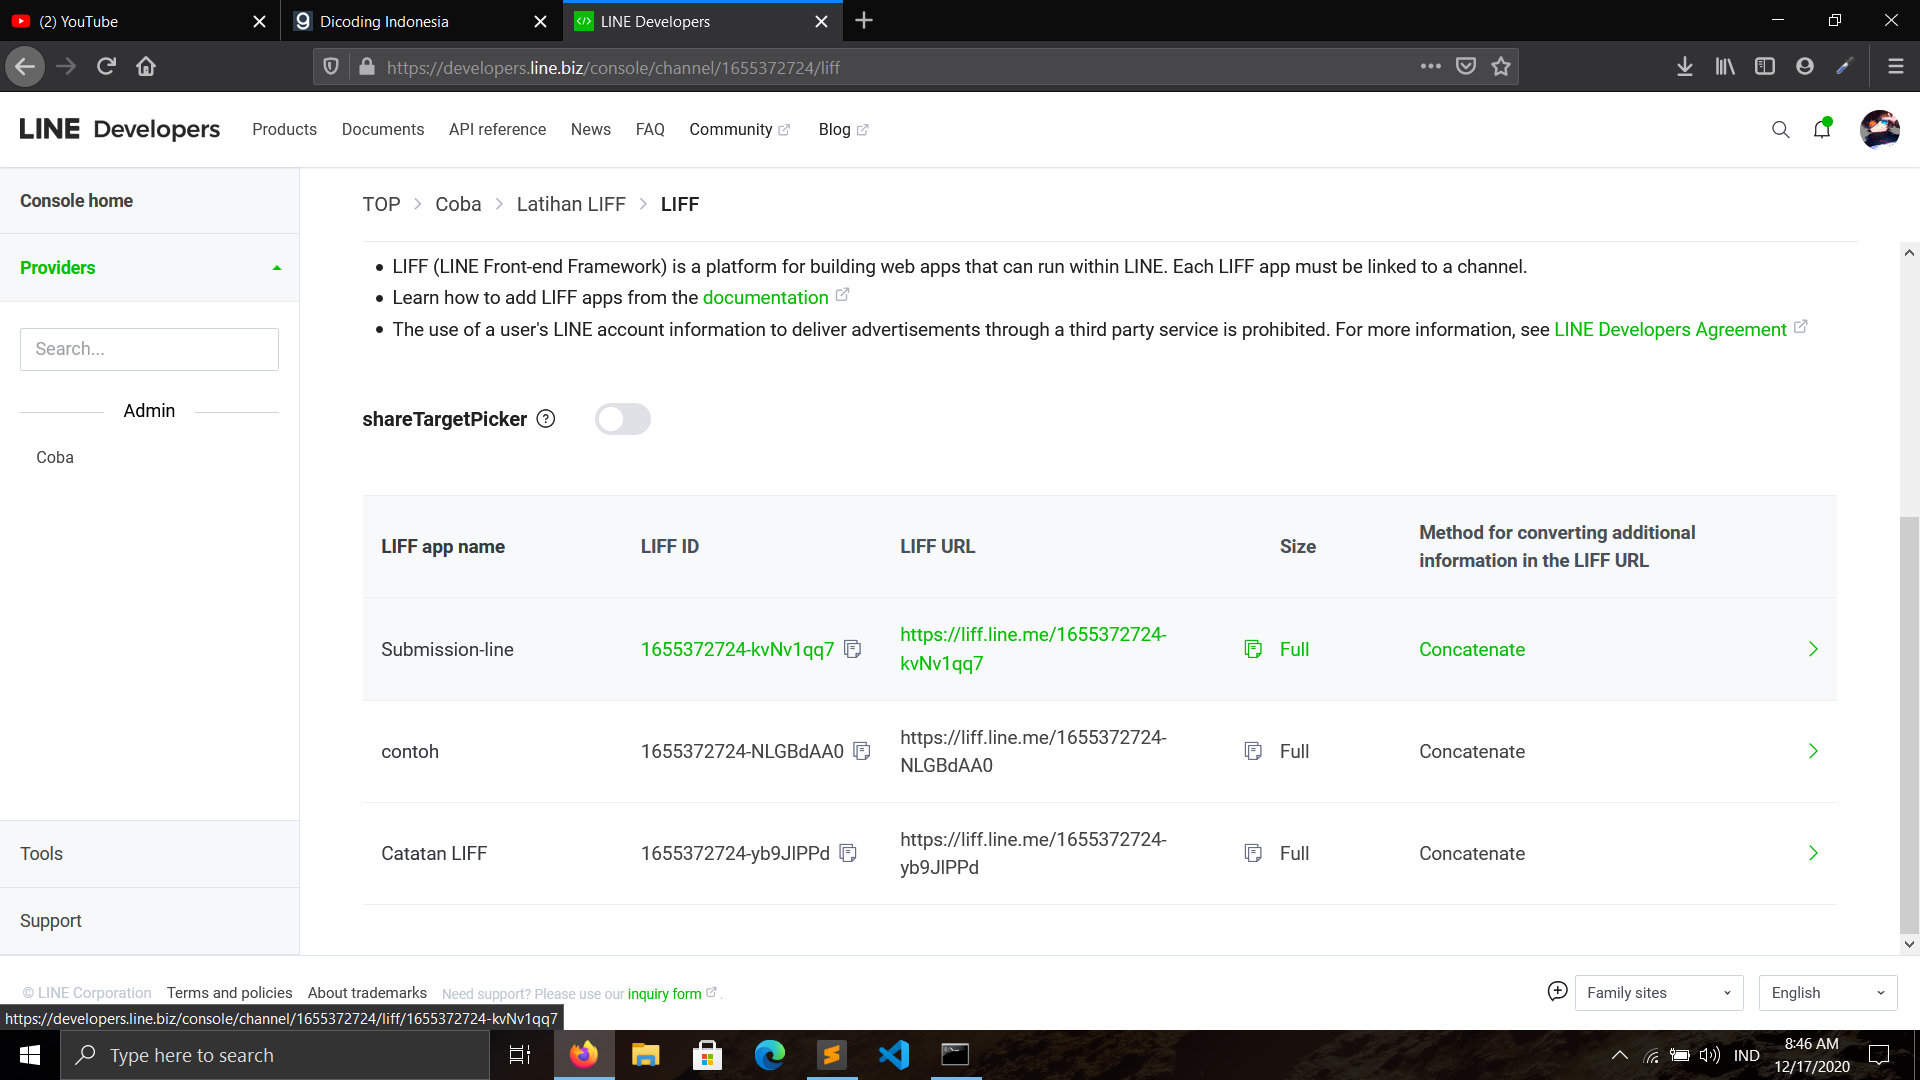 (2) YouTube
Dicoding Indonesia
LINE Developers
https://developers.line.biz/console/channel/1655372724/liff
LINE Developers
Products
Documents
API reference
News
FAQ
Community
Blog
Console home
Providers
Search...
Admin
Coba
Tools
Support
TOP > Coba > Latihan LIFF > LIFF
• LIFF (LINE Front-end Framework) is a platform for building web apps that can run within LINE. Each LIFF app must be linked to a channel.
• Learn how to add LIFF apps from the documentation
• The use of a user's LINE account information to deliver advertisements through a third party service is prohibited. For more information, see LINE Developers Agreement
shareTargetPicker ?
LIFF app name
LIFF ID
LIFF URL
Size
Method for converting additional
information in the LIFF URL
Submission-line
1655372724-kvNv1qq7
https://liff.line.me/1655372724-
kvNv1qq7
Full
Concatenate
contoh
1655372724-NLGBdAA0
https://liff.line.me/1655372724-
NLGBdAA0
Full
Concatenate
Catatan LIFF
1655372724-yb9JlPPd
https://liff.line.me/1655372724-
yb9JlPPd
Full
Concatenate
© LINE Corporation
Terms and policies
About trademarks
Need support? Please use our inquiry form .
Family sites
English
https://developers.line.biz/console/channel/1655372724/liff/1655372724-kvNv1qq7
Type here to search
IND
8:46 AM
12/17/2020